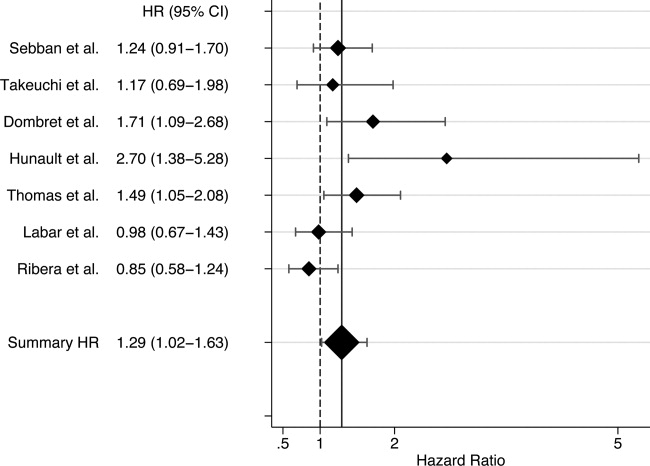 HR (95% CI)
Sebban et al. 1.24 (0.91–1.70)
Takeuchi et al. 1.17 (0.69–1.98)
Dombret et al. 1.71 (1.09–2.68)
Hunault et al. 2.70 (1.38–5.28)
Thomas et al. 1.49 (1.05–2.08)
Labar et al. 0.98 (0.67–1.43)
Ribera et al. 0.85 (0.58–1.24)
Summary HR 1.29 (1.02–1.63)
.5 1 2 5
Hazard Ratio